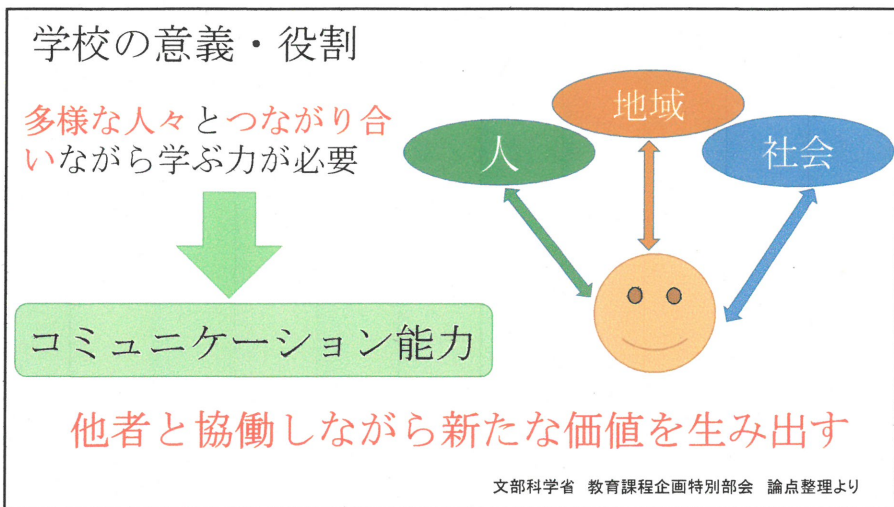 学校の意義・役割
多様な人々とつながり合
いながら学ぶ力が必要
人
地域
社会
コミュニケーション能力
他者と協働しながら新たな価値を生み出す
文部科学省 教育課程企画特別部会 論点整理より